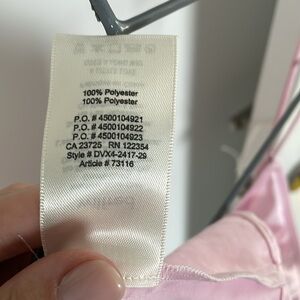 100% Polyester
100% Polyester
P.O. # 4500104921
P.O. # 4500104922
P.O. # 4500104923
CA 23725 RN 122354
Style # DVX4-2417-29
Article # 73116